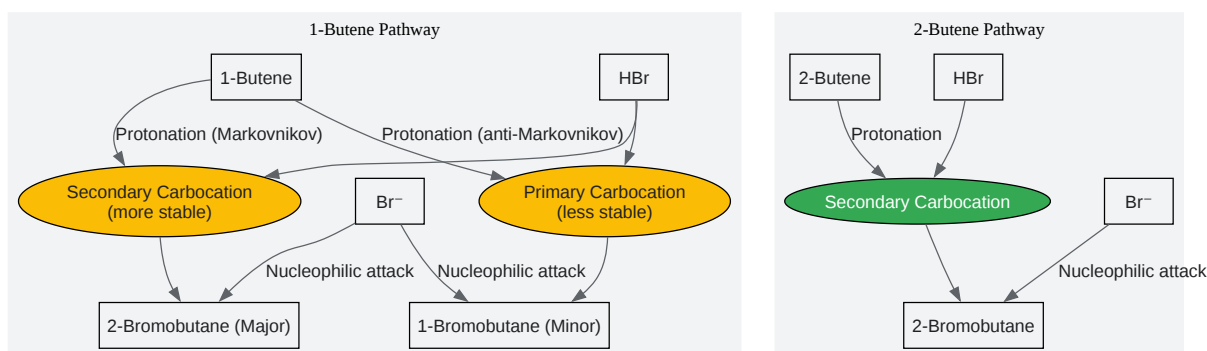 1-Butene Pathway
1-Butene
HBr
Protonation (Markovnikov)
Protonation (anti-Markovnikov)
Secondary Carbocation
(more stable)
Br⁻
Primary Carbocation
(less stable)
Nucleophilic attack
Nucleophilic attack
2-Bromobutane (Major)
1-Bromobutane (Minor)
2-Butene Pathway
2-Butene
HBr
Protonation
Secondary Carbocation
Br⁻
Nucleophilic attack
2-Bromobutane